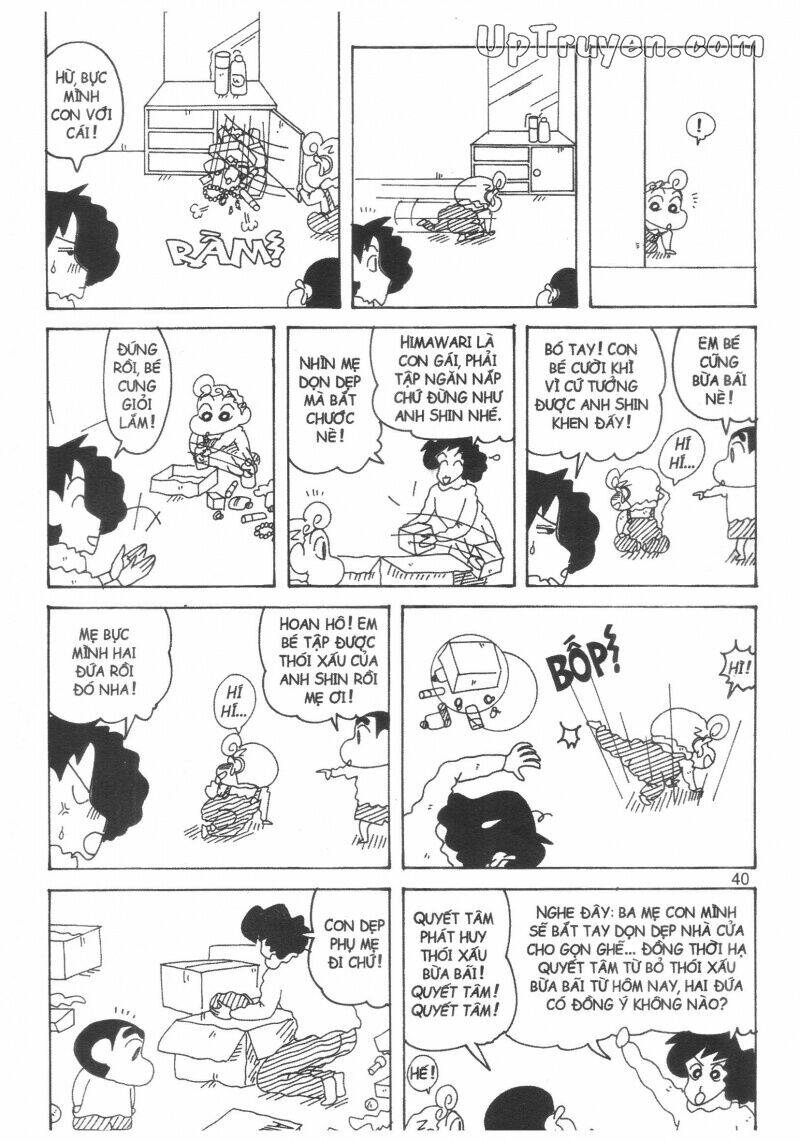 UpTruyen.com
!
HỪ, BỰC
MÌNH
CON VỚI
CÁI!
RẦM!
EM BÉ
CŨNG
BỪA BÃI
NÈ!
BÓ TAY! CON
BÉ CƯỜI KHÌ
VÌ CỨ TƯỞNG
ĐƯỢC ANH SHIN
KHEN ĐẤY!
HÍ
HÍ...
HIMAWARI LÀ
CON GÁI, PHẢI
TẬP NGĂN NẮP
CHỨ ĐỪNG NHƯ
ANH SHIN NHÉ.
NHÌN MẸ
DỌN DẸP
MÀ BẮT
CHƯỚC
NÈ!
ĐÚNG
RỒI, BÉ
CƯNG
GIỎI
LẮM!
HÌ!
BỐP!
HOAN HÔ! EM
BÉ TẬP ĐƯỢC
THÓI XẤU CỦA
ANH SHIN RỒI
MẸ ƠI!
HÍ
HÍ...
MẸ BỰC
MÌNH HAI
ĐỨA RỒI
ĐÓ NHA!
40
NGHE ĐÂY: BA MẸ CON MÌNH
SẼ BẮT TAY DỌN DẸP NHÀ CỬA
CHO GỌN GHẼ... ĐỒNG THỜI HẠ
QUYẾT TÂM TỪ BỎ THÓI XẤU
BỪA BÃI TỪ HÔM NAY, HAI ĐỨA
CÓ ĐỒNG Ý KHÔNG NÀO?
QUYẾT TÂM
PHÁT HUY
THÓI XẤU
BỪA BÃI!
QUYẾT TÂM!
QUYẾT TÂM!
HẾ!
CON DẸP
PHỤ MẸ
ĐI CHỨ!